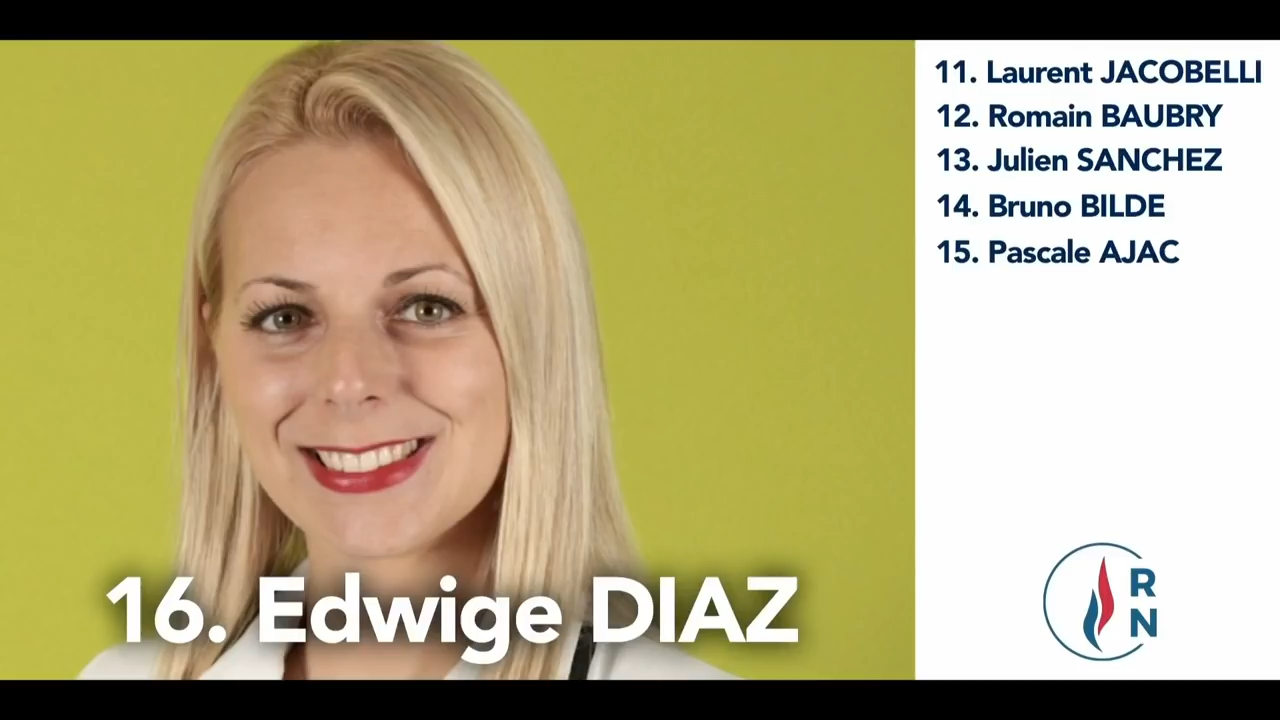 11. Laurent JACOBELLI
12. Romain BAUBRY
13. Julien SANCHEZ
14. Bruno BILDE
15. Pascale AJAC
16. Edwige DIAZ
R
N